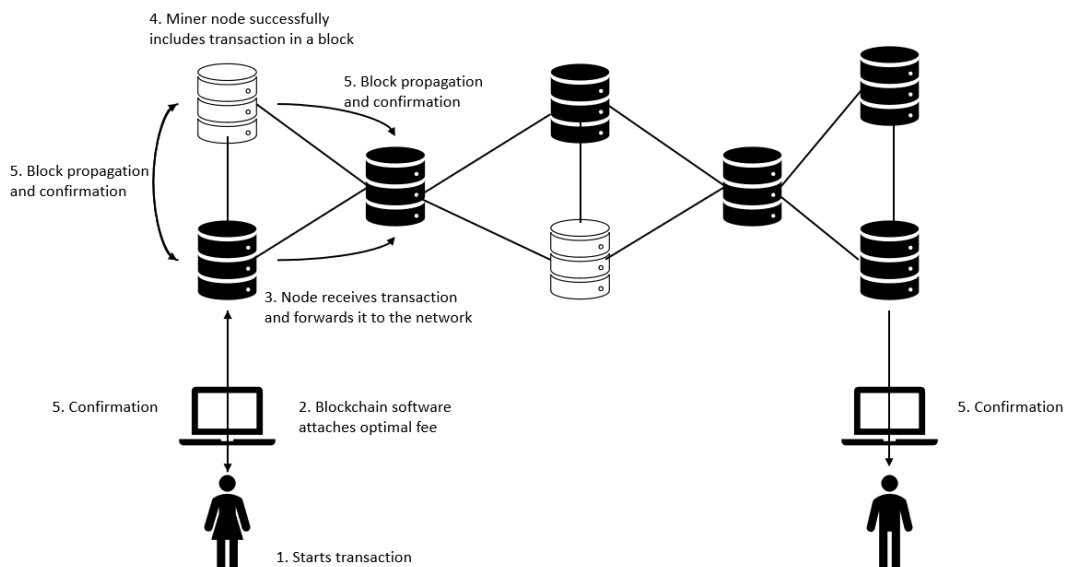 4. Miner node successfully
includes transaction in a block
5. Block propagation
and confirmation
5. Block propagation
and confirmation
3. Node receives transaction
and forwards it to the network
5. Confirmation
2. Blockchain software
attaches optimal fee
5. Confirmation
1. Starts transaction